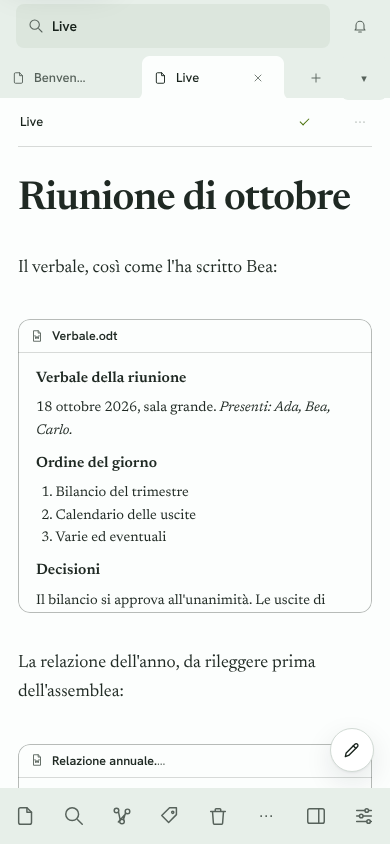 Live
Benven...
Live
Live
Riunione di ottobre
Il verbale, così come l'ha scritto Bea:
Verbale.odt
Verbale della riunione
18 ottobre 2026, sala grande. Presenti: Ada, Bea,
Carlo.
Ordine del giorno
1. Bilancio del trimestre
2. Calendario delle uscite
3. Varie ed eventuali
Decisioni
Il bilancio si approva all'unanimità. Le uscite di
La relazione dell'anno, da rileggere prima
dell'assemblea:
Relazione annuale....